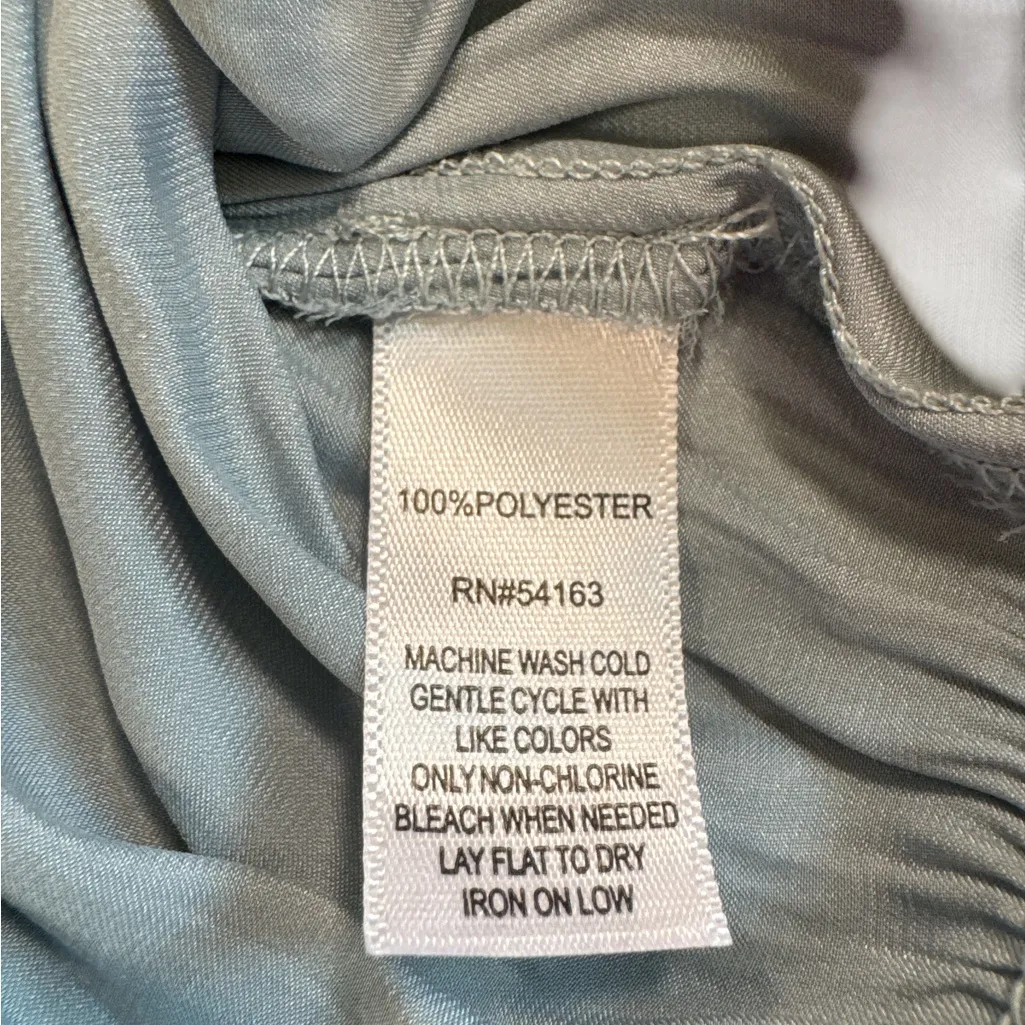 100%POLYESTER
RN#54163
MACHINE WASH COLD
GENTLE CYCLE WITH
LIKE COLORS
ONLY NON-CHLORINE
BLEACH WHEN NEEDED
LAY FLAT TO DRY
IRON ON LOW